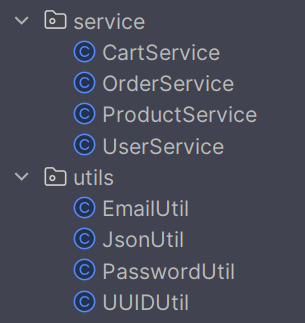 service
C CartService
C OrderService
C ProductService
C UserService
utils
C EmailUtil
C JsonUtil
C PasswordUtil
C UUIDUtil